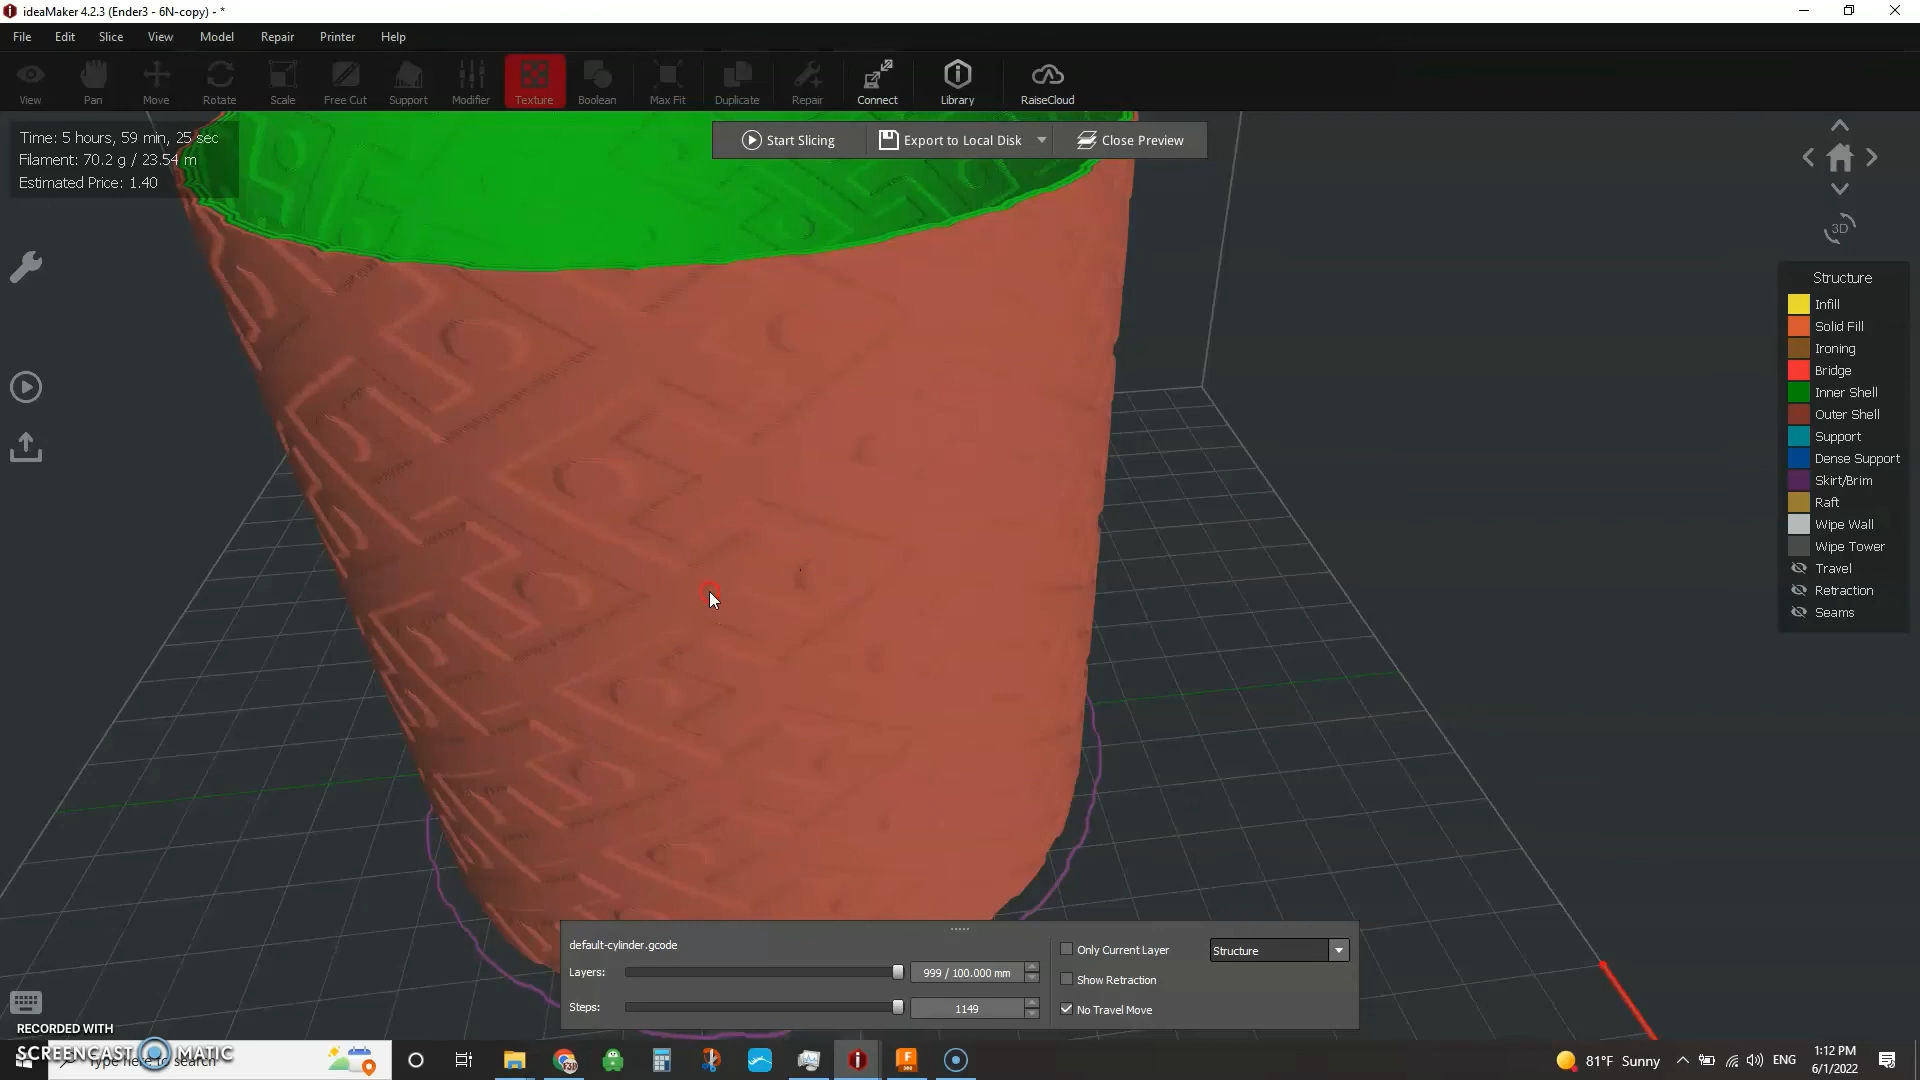 ideaMaker 4.2.3 (Ender3 - 6N-copy) - *
File Edit Slice View Model Repair Printer Help
View Pan Move Rotate Scale Free Cut Support Modifier Texture Boolean Max Fit Duplicate Repair Connect Library RaiseCloud
Time: 5 hours, 59 min, 25 sec
Filament: 70.2 g / 23.54 m
Estimated Price: 1.40
Start Slicing Export to Local Disk Close Preview
3D
Structure
Infill
Solid Fill
Ironing
Bridge
Inner Shell
Outer Shell
Support
Dense Support
Skirt/Brim
Raft
Wipe Wall
Wipe Tower
Travel
Retraction
Seams
default-cylinder.gcode
Layers: 999 / 100.000 mm
Steps: 1149
Only Current Layer
Show Retraction
No Travel Move
Structure
RECORDED WITH
SCREENCAST MATIC
Type here to search
81°F Sunny
ENG
1:12 PM
6/1/2022